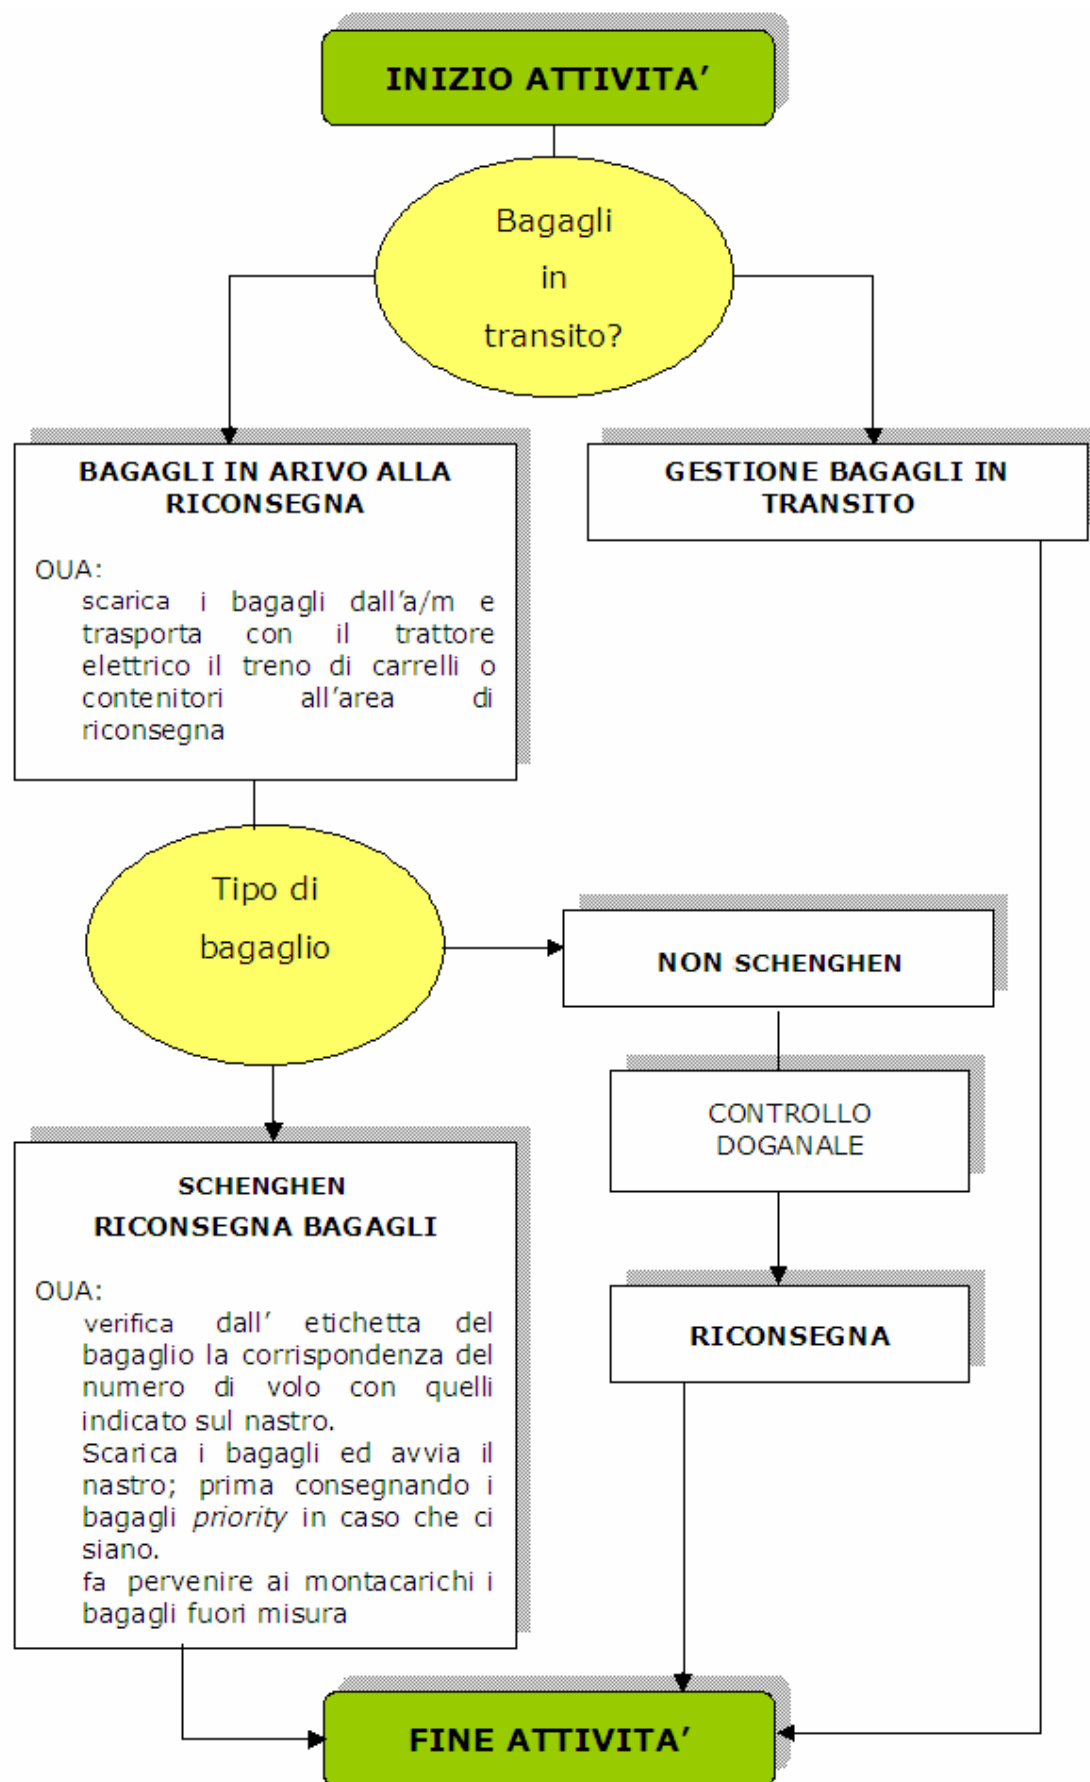 INIZIO ATTIVITA’
Bagagli
in
transito?
BAGAGLI IN ARIVO ALLA
RICONSEGNA
OUA:
scarica i bagagli dall’a/m e
trasporta con il trattore
elettrico il treno di carrelli o
contenitori all’area di
riconsegna
GESTIONE BAGAGLI IN
TRANSITO
Tipo di
bagaglio
NON SCHENGHEN
CONTROLLO
DOGANALE
RICONSEGNA
SCHENGHEN
RICONSEGNA BAGAGLI
OUA:
verifica dall’ etichetta del
bagaglio la corrispondenza del
numero di volo con quelli
indicato sul nastro.
Scarica i bagagli ed avvia il
nastro; prima consegnando i
bagagli priority in caso che ci
siano.
fa pervenire ai montacarichi i
bagagli fuori misura
FINE ATTIVITA’